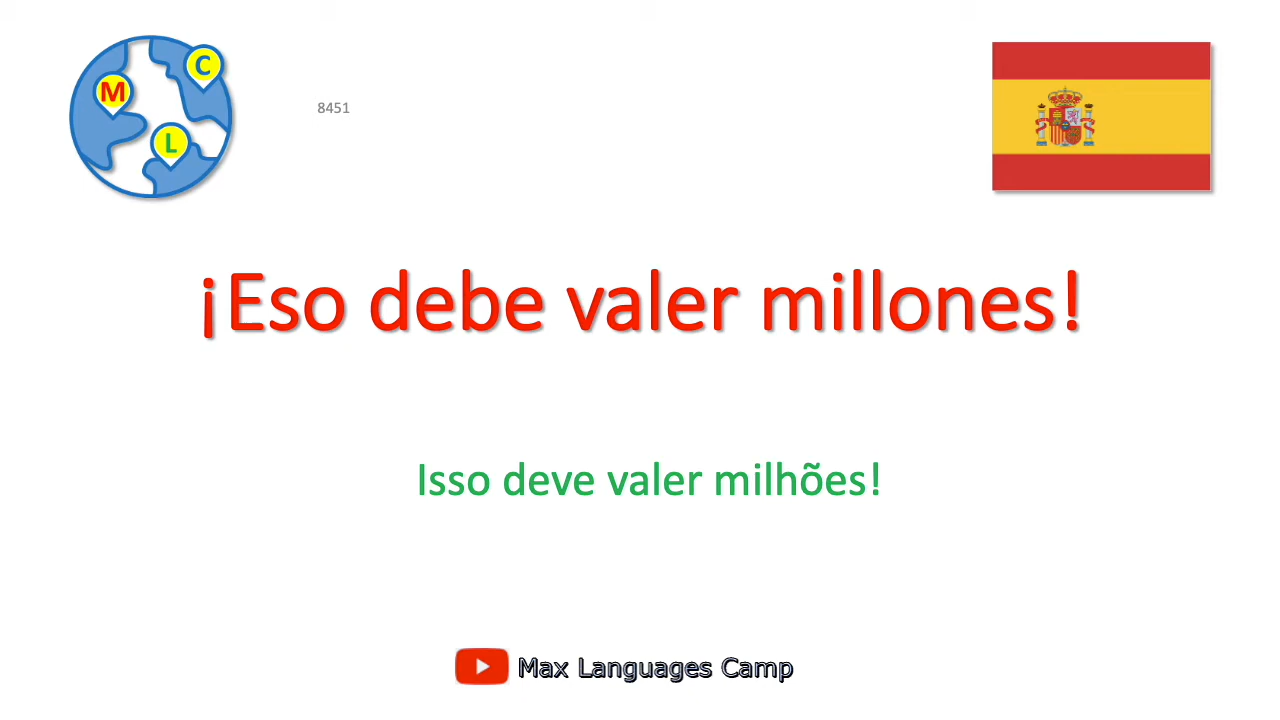 M
C
L
8451
¡Eso debe valer millones!
Isso deve valer milhões!
Max Languages Camp